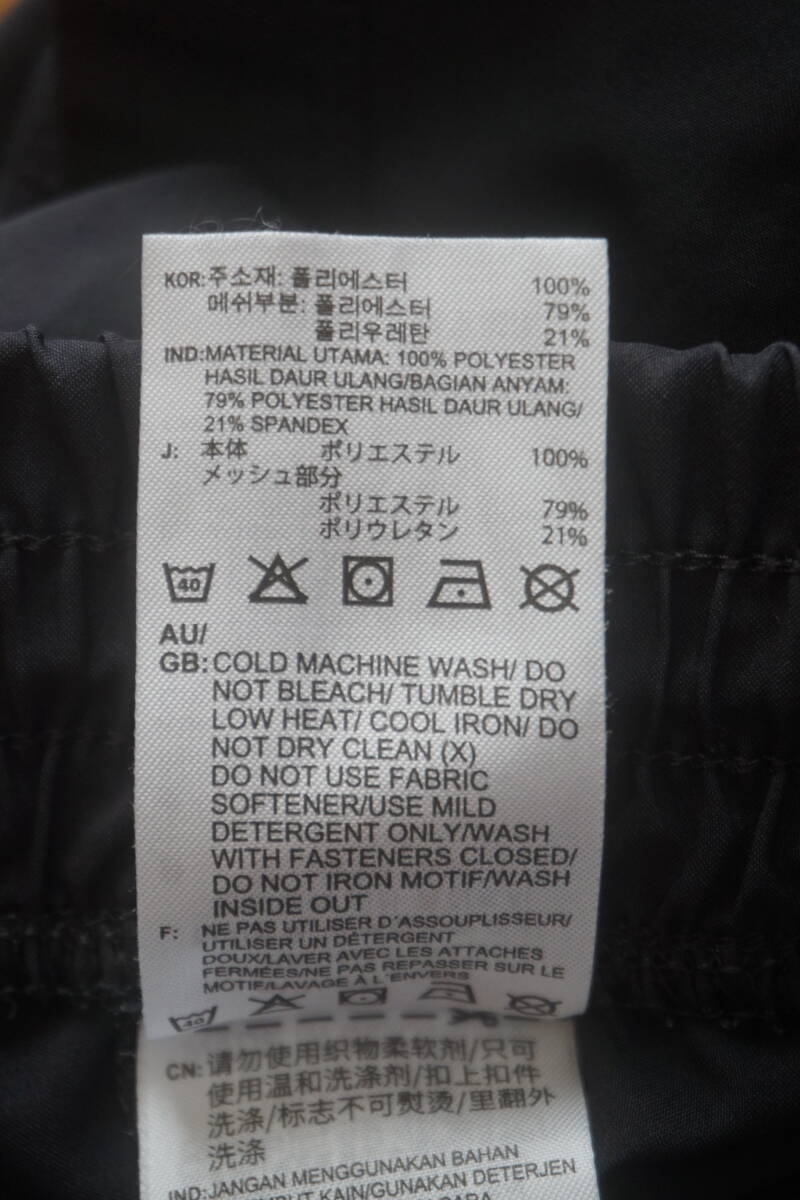 KOR: 주소재: 폴리에스터 100%
메쉬부분: 폴리에스터 79%
폴리우레탄 21%
IND: MATERIAL UTAMA: 100% POLYESTER
HASIL DAUR ULANG/BAGIAN ANYAM:
79% POLYESTER HASIL DAUR ULANG/
21% SPANDEX
J: 本体 ポリエステル 100%
メッシュ部分
ポリエステル 79%
ポリウレタン 21%
40
AU/
GB: COLD MACHINE WASH/ DO
NOT BLEACH/ TUMBLE DRY
LOW HEAT/ COOL IRON/ DO
NOT DRY CLEAN (X)
DO NOT USE FABRIC
SOFTENER/USE MILD
DETERGENT ONLY/WASH
WITH FASTENERS CLOSED/
DO NOT IRON MOTIF/WASH
INSIDE OUT
F: NE PAS UTILISER D'ASSOUPLISSEUR/
UTILISER UN DÉTERGENT
DOUX/LAVER AVEC LES ATTACHES
FERMÉES/NE PAS REPASSER SUR LE
MOTIF/LAVAGE À L'ENVERS
40
CN: 请勿使用织物柔软剂/只可
使用温和洗涤剂/扣上扣件
洗涤/标志不可熨烫/里翻外
洗涤
IND: JANGAN MENGGUNAKAN BAHAN
KAIN/GUNAKAN DETERJEN